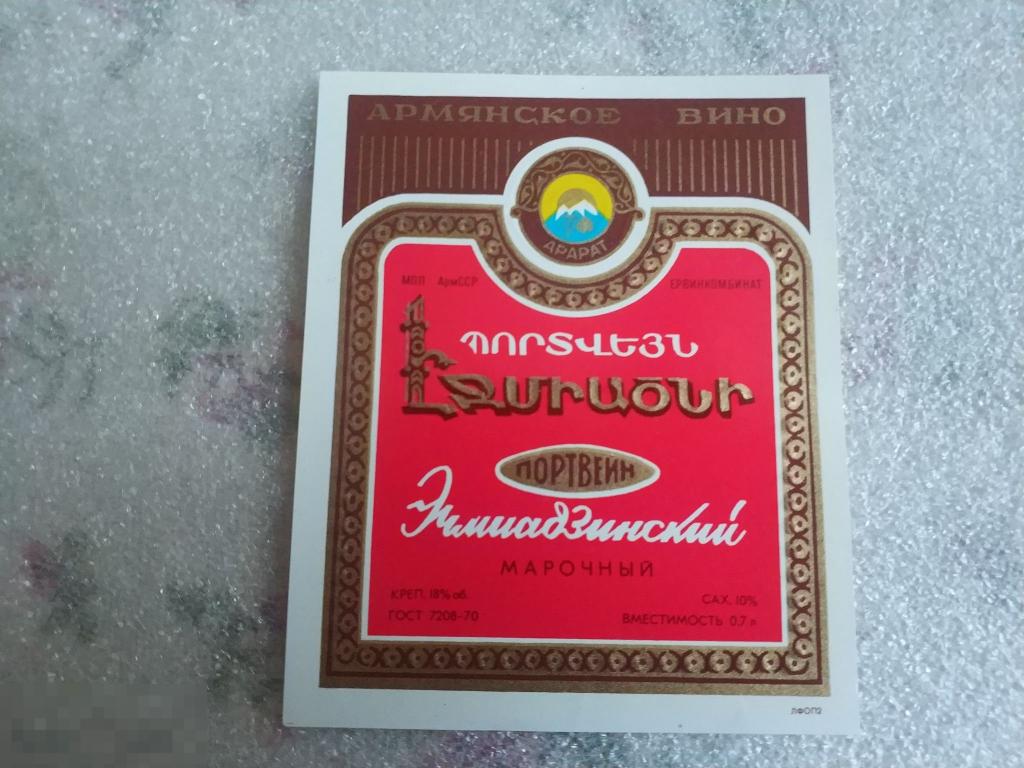 АРМЯНСКОЕ ВИНО
АРАРАТ
МПП АрмССР ЕРВИНКОМБИНАТ
ՊՈՐՏՎԵՅՆ
ԷՋՄԻԱԾՆԻ
ПОРТВЕЙН
Эчмиадзинский
МАРОЧНЫЙ
КРЕП. 18% об. САХ. 10%
ГОСТ 7208-70 ВМЕСТИМОСТЬ 0,7 л
ЛФОП2